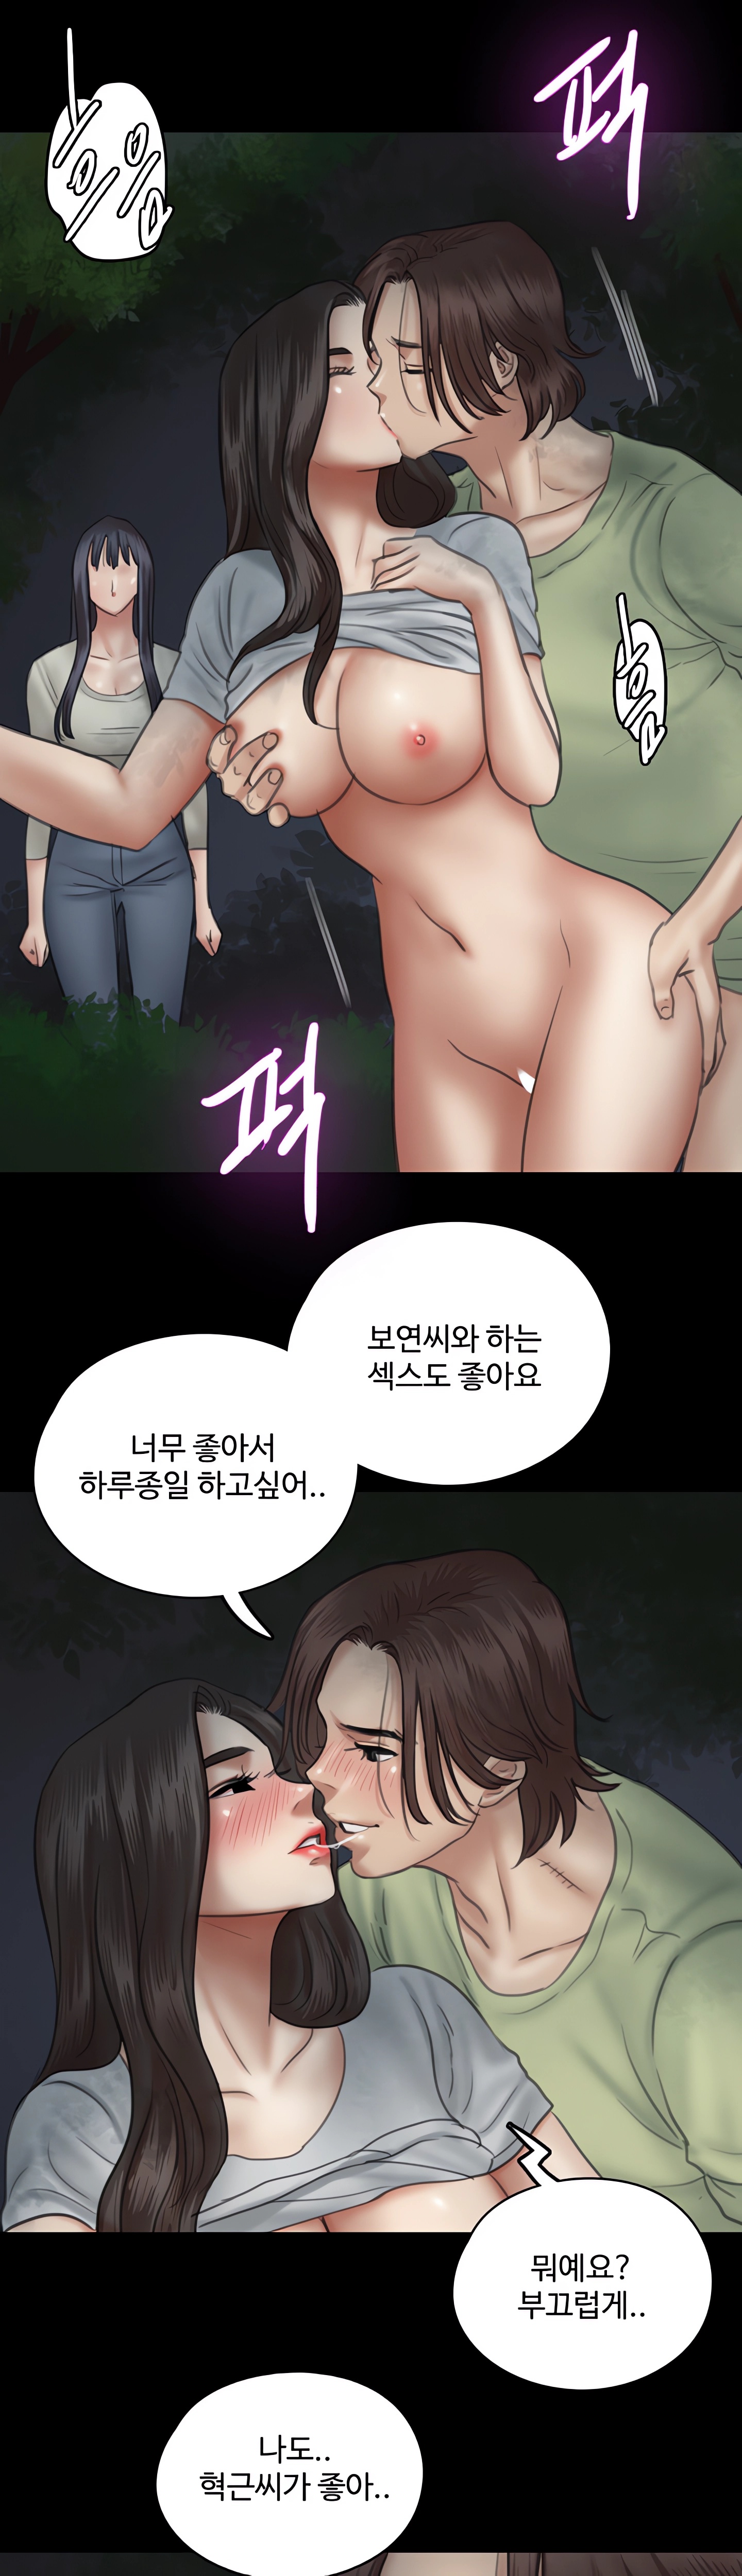 흐으응
퍽
흐응
퍽
보연씨와 하는
섹스도 좋아요
너무 좋아서
하루종일 하고싶어..
뭐예요?
부끄럽게..
나도..
혁근씨가 좋아..